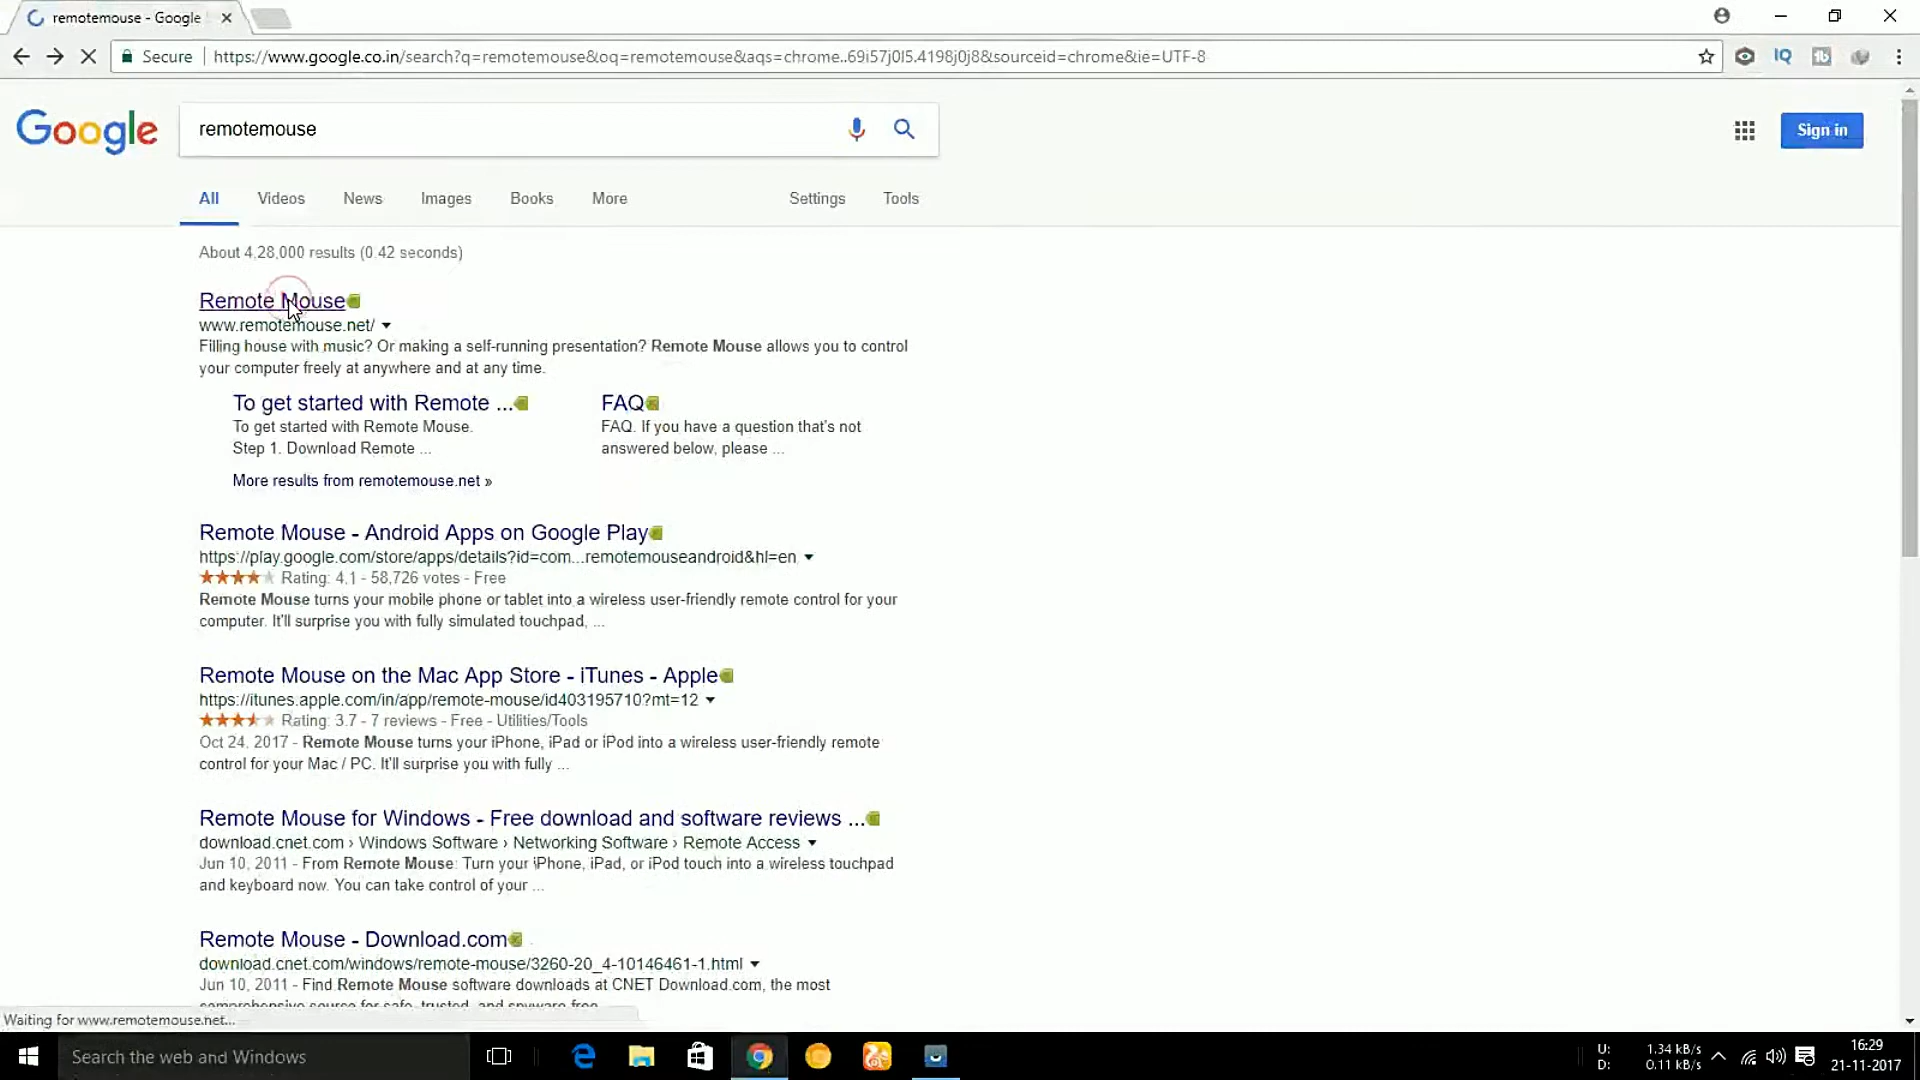 remotemouse - Google
Secure https://www.google.co.in/search?q=remotemouse&oq=remotemouse&aqs=chrome..69i57j0l5.4198j0j8&sourceid=chrome&ie=UTF-8
IQ
Google
remotemouse
Sign in
All Videos News Images Books More Settings Tools
About 4,28,000 results (0.42 seconds)
Remote Mouse
www.remotemouse.net/
Filling house with music? Or making a self-running presentation? Remote Mouse allows you to control
your computer freely at anywhere and at any time.
To get started with Remote ...
To get started with Remote Mouse.
Step 1. Download Remote ...
FAQ
FAQ. If you have a question that's not
answered below, please ...
More results from remotemouse.net »
Remote Mouse - Android Apps on Google Play
https://play.google.com/store/apps/details?id=com...remotemouseandroid&hl=en
Rating: 4.1 - 58,726 votes - Free
Remote Mouse turns your mobile phone or tablet into a wireless user-friendly remote control for your
computer. It'll surprise you with fully simulated touchpad, ...
Remote Mouse on the Mac App Store - iTunes - Apple
https://itunes.apple.com/in/app/remote-mouse/id403195710?mt=12
Rating: 3.7 - 7 reviews - Free - Utilities/Tools
Oct 24, 2017 - Remote Mouse turns your iPhone, iPad or iPod into a wireless user-friendly remote
control for your Mac / PC. It'll surprise you with fully ...
Remote Mouse for Windows - Free download and software reviews ...
download.cnet.com › Windows Software › Networking Software › Remote Access
Jun 10, 2011 - From Remote Mouse: Turn your iPhone, iPad, or iPod touch into a wireless touchpad
and keyboard now. You can take control of your ...
Remote Mouse - Download.com
download.cnet.com/windows/remote-mouse/3260-20_4-10146461-1.html
Jun 10, 2011 - Find Remote Mouse software downloads at CNET Download.com, the most
comprehensive source for safe, trusted, and spyware-free
Waiting for www.remotemouse.net...
Search the web and Windows
U: 1.34 kB/s
D: 0.11 kB/s
16:29
21-11-2017